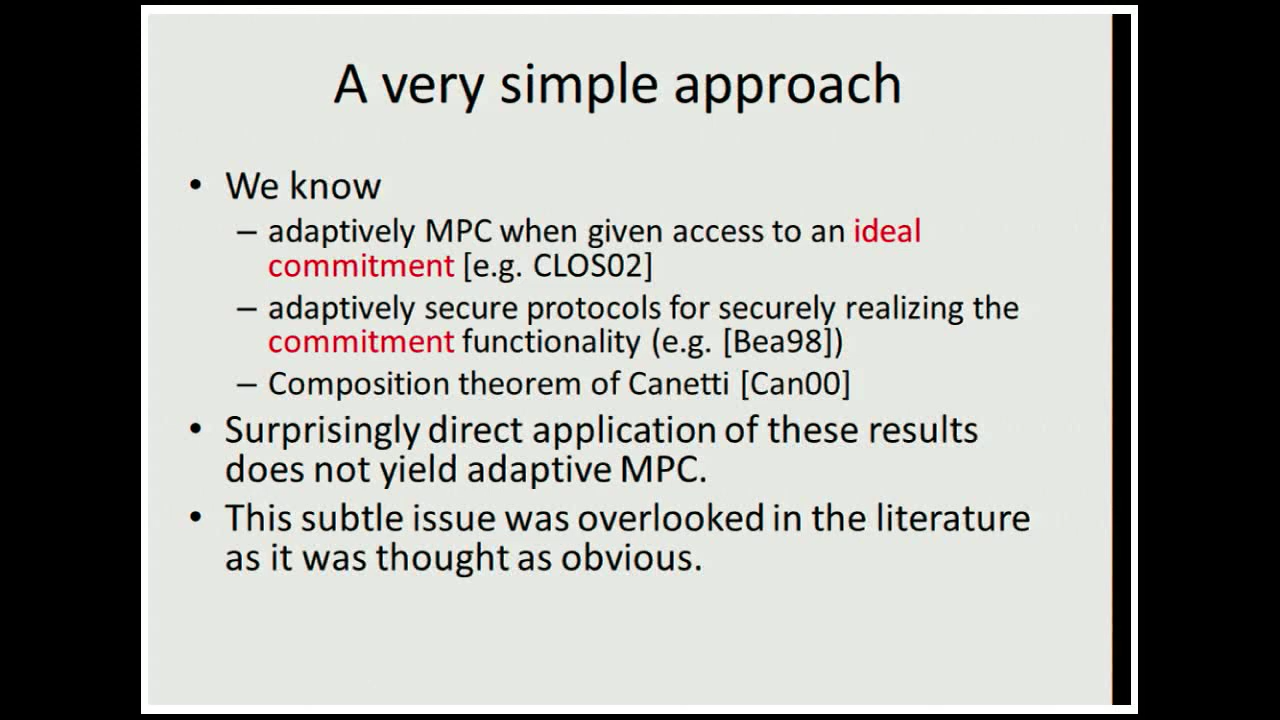 A very simple approach
• We know
– adaptively MPC when given access to an ideal
commitment [e.g. CLOS02]
– adaptively secure protocols for securely realizing the
commitment functionality (e.g. [Bea98])
– Composition theorem of Canetti [Can00]
• Surprisingly direct application of these results
does not yield adaptive MPC.
• This subtle issue was overlooked in the literature
as it was thought as obvious.